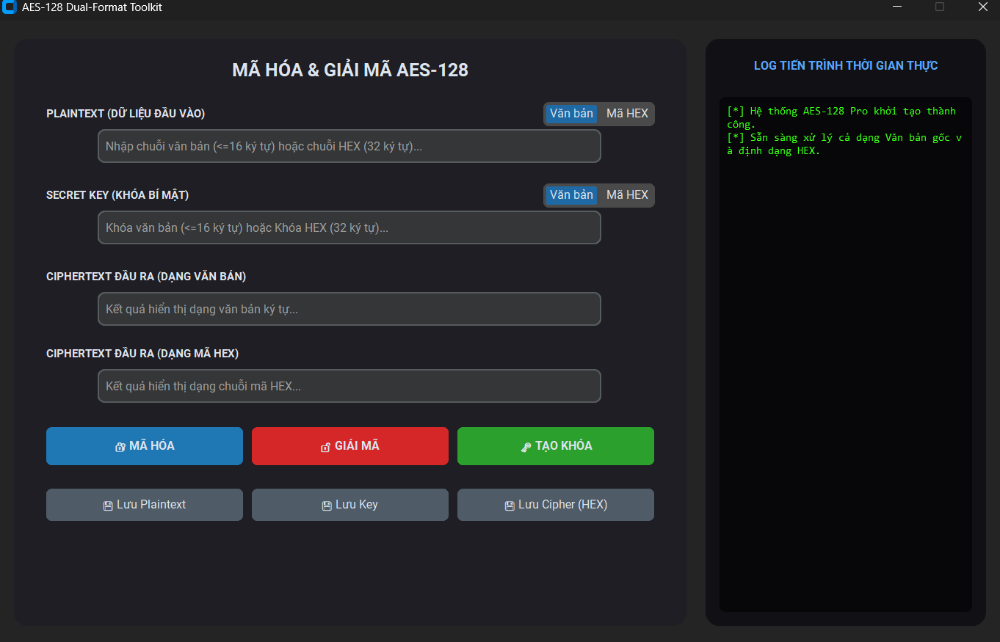 AES-128 Dual-Format Toolkit
MÃ HÓA & GIẢI MÃ AES-128
PLAINTEXT (DỮ LIỆU ĐẦU VÀO)
Văn bản Mã HEX
Nhập chuỗi văn bản (<=16 ký tự) hoặc chuỗi HEX (32 ký tự)...
SECRET KEY (KHÓA BÍ MẬT)
Văn bản Mã HEX
Khóa văn bản (<=16 ký tự) hoặc Khóa HEX (32 ký tự)...
CIPHERTEXT ĐẦU RA (DẠNG VĂN BẢN)
Kết quả hiển thị dạng văn bản ký tự...
CIPHERTEXT ĐẦU RA (DẠNG MÃ HEX)
Kết quả hiển thị dạng chuỗi mã HEX...
MÃ HÓA
GIẢI MÃ
TẠO KHÓA
Lưu Plaintext
Lưu Key
Lưu Cipher (HEX)
LOG TIẾN TRÌNH THỜI GIAN THỰC
[*] Hệ thống AES-128 Pro khởi tạo thành
công.
[*] Sẵn sàng xử lý cả dạng Văn bản gốc v
à định dạng HEX.